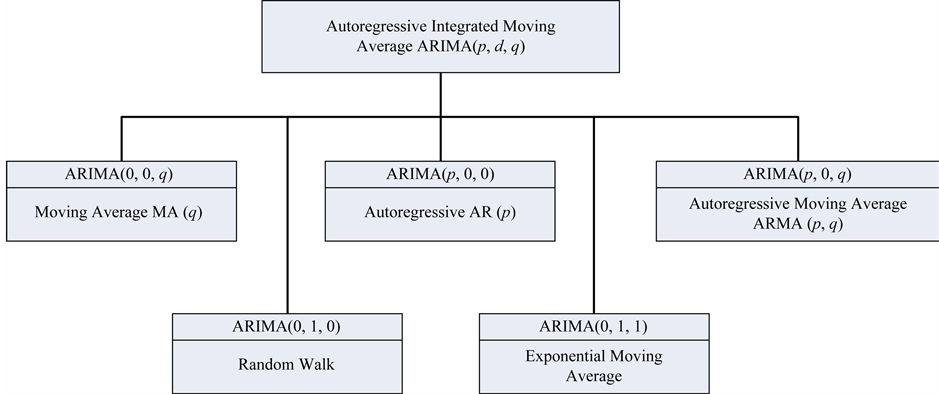 Autoregressive Integrated Moving
Average ARIMA(p, d, q)
ARIMA(0, 0, q)
Moving Average MA (q)
ARIMA(p, 0, 0)
Autoregressive AR (p)
ARIMA(p, 0, q)
Autoregressive Moving Average
ARMA (p, q)
ARIMA(0, 1, 0)
Random Walk
ARIMA(0, 1, 1)
Exponential Moving
Average